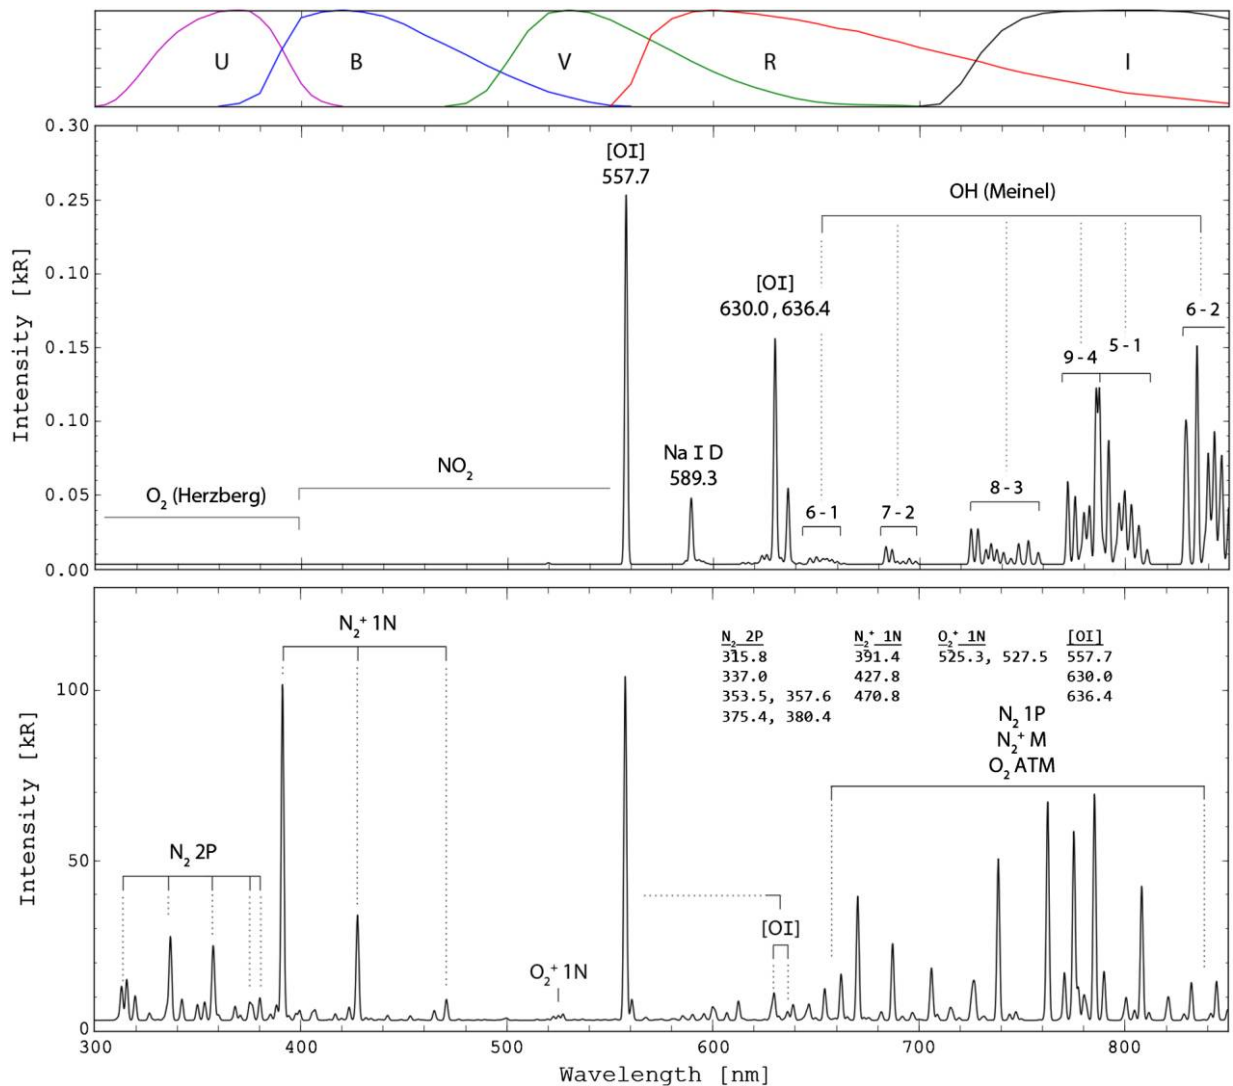 U B V R I
0.30
[OI]
557.7
0.25
OH (Meinel)
Intensity [kR]
0.20
[OI]
630.0 , 636.4
6 - 2
0.15
5 - 1
9 - 4
0.10
Na I D
589.3
NO₂
O₂ (Herzberg)
0.05
8 - 3
6 - 1
7 - 2
0.00
N₂⁺ 1N
N₂ 2P N₂⁺ 1N O₂⁺ 1N [OI]
315.8 391.4 525.3, 527.5 557.7
337.0 427.8 630.0
353.5, 357.6 470.8 636.4
375.4, 380.4
100
N₂ 1P
N₂⁺ M
O₂ ATM
Intensity [kR]
50
N₂ 2P
[OI]
O₂⁺ 1N
0
300 400 500 600 700 800
Wavelength [nm]